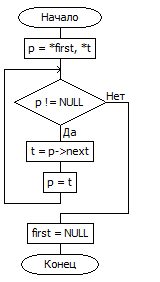 Начало
p = *first, *t
p != NULL
Нет
Да
t = p->next
p = t
first = NULL
Конец